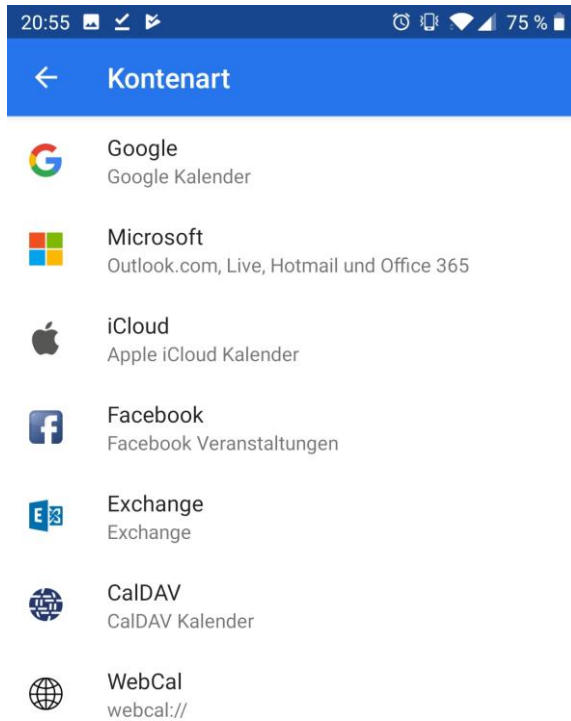 20:55 75 %
Kontenart
Google
Google Kalender
Microsoft
Outlook.com, Live, Hotmail und Office 365
iCloud
Apple iCloud Kalender
Facebook
Facebook Veranstaltungen
Exchange
Exchange
CalDAV
CalDAV Kalender
WebCal
webcal://